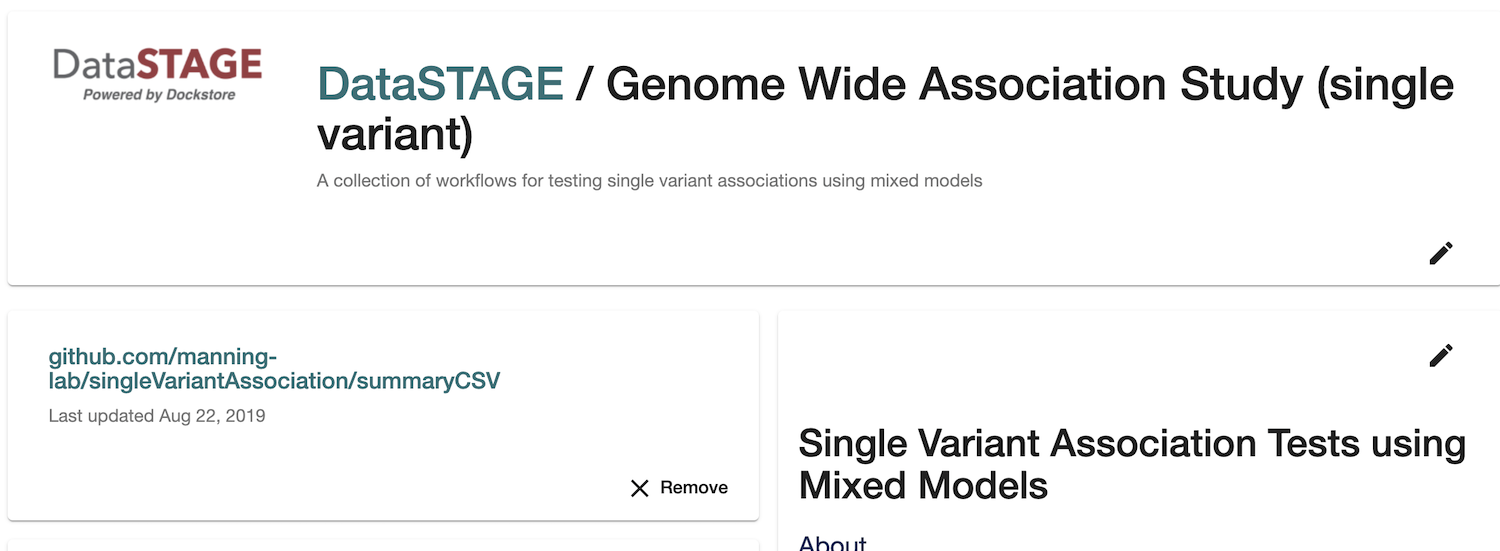 DataSTAGE
Powered by Dockstore
DataSTAGE / Genome Wide Association Study (single
variant)
A collection of workflows for testing single variant associations using mixed models
github.com/manning-
lab/singleVariantAssociation/summaryCSV
Last updated Aug 22, 2019
Remove
Single Variant Association Tests using
Mixed Models
About